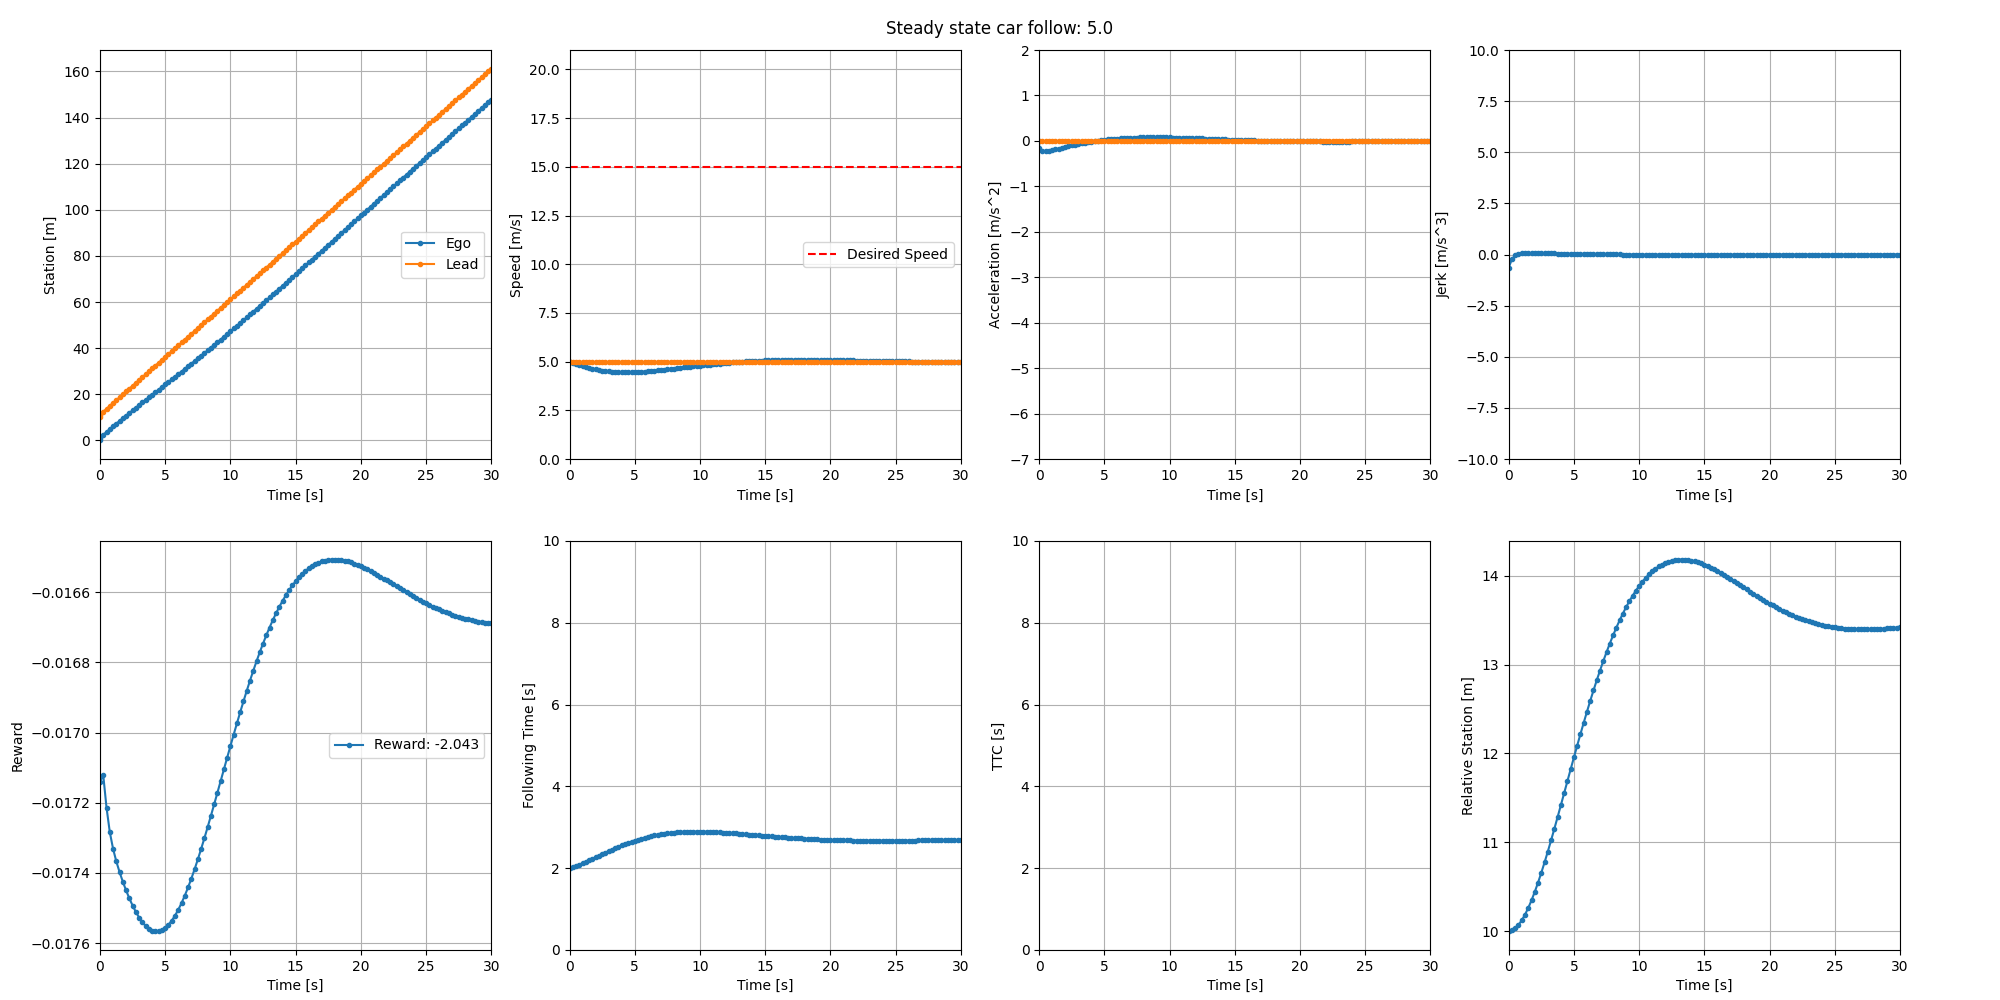 Steady state car follow: 5.0
Station [m]
160
140
120
100
80
60
40
20
0
Ego
Lead
0 5 10 15 20 25 30
Time [s]
Speed [m/s]
20.0
17.5
15.0
12.5
10.0
7.5
5.0
2.5
0.0
Desired Speed
0 5 10 15 20 25 30
Time [s]
Acceleration [m/s^2]
2
1
0
−1
−2
−3
−4
−5
−6
−7
0 5 10 15 20 25 30
Time [s]
Jerk [m/s^3]
10.0
7.5
5.0
2.5
0.0
−2.5
−5.0
−7.5
−10.0
0 5 10 15 20 25 30
Time [s]
Reward
−0.0166
−0.0168
−0.0170
−0.0172
−0.0174
−0.0176
Reward: -2.043
0 5 10 15 20 25 30
Time [s]
Following Time [s]
10
8
6
4
2
0
0 5 10 15 20 25 30
Time [s]
TTC [s]
10
8
6
4
2
0
0 5 10 15 20 25 30
Time [s]
Relative Station [m]
14
13
12
11
10
0 5 10 15 20 25 30
Time [s]